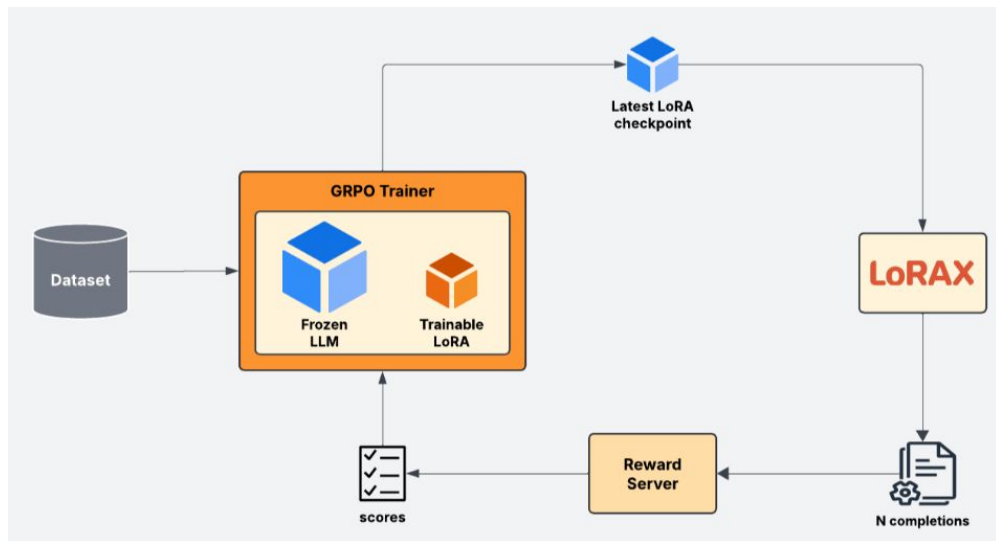 Latest LoRA
checkpoint
GRPO Trainer
Dataset
Frozen
LLM
Trainable
LoRA
LoRAX
Reward
Server
scores
N completions